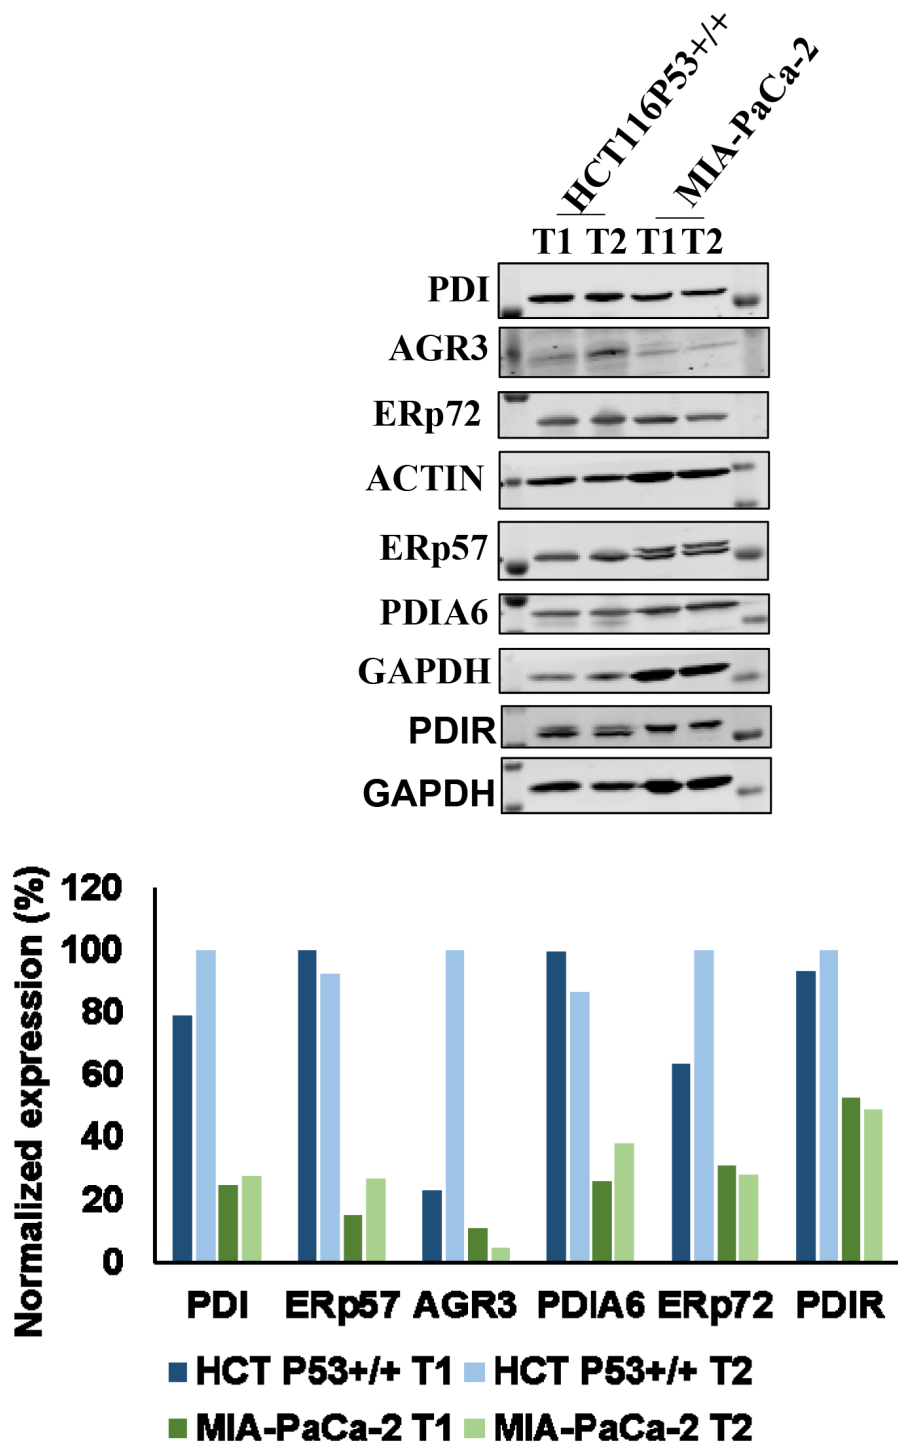 HCT116P53+/+
MIA-PaCa-2
T1 T2 T1 T2
PDI
AGR3
ERp72
ACTIN
ERp57
PDIA6
GAPDH
PDIR
GAPDH
Normalized expression (%)
120
100
80
60
40
20
0
PDI ERp57 AGR3 PDIA6 ERp72 PDIR
HCT P53+/+ T1 HCT P53+/+ T2
MIA-PaCa-2 T1 MIA-PaCa-2 T2